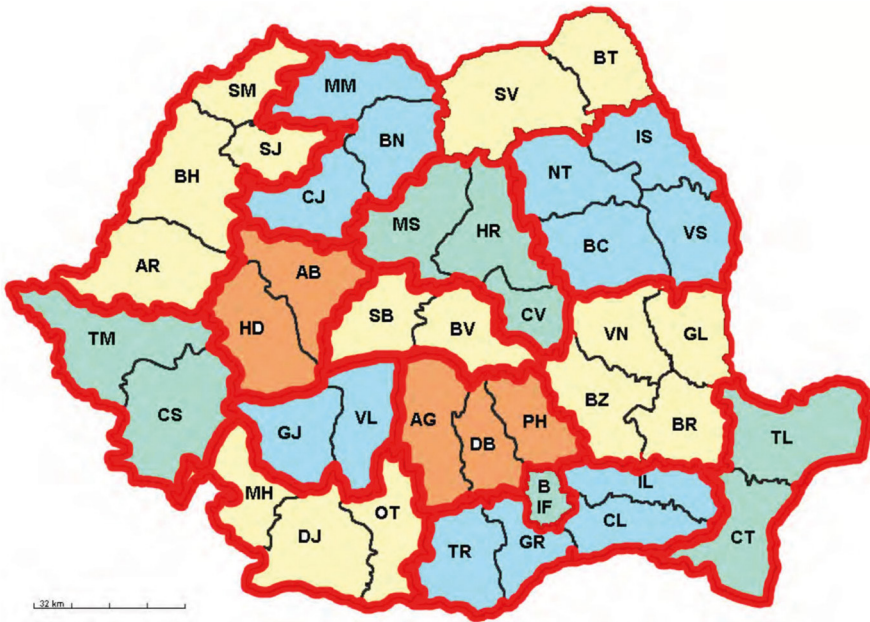 BT
SM
MM
SV
IS
BN
SJ
NT
BH
CJ
MS
HR
BC
VS
AR
AB
SB
BV
CV
HD
TM
VN
GL
CS
GJ
VL
AG
DB
PH
BZ
BR
TL
MH
OT
B
IF
IL
CL
DJ
TR
GR
CT
32 km